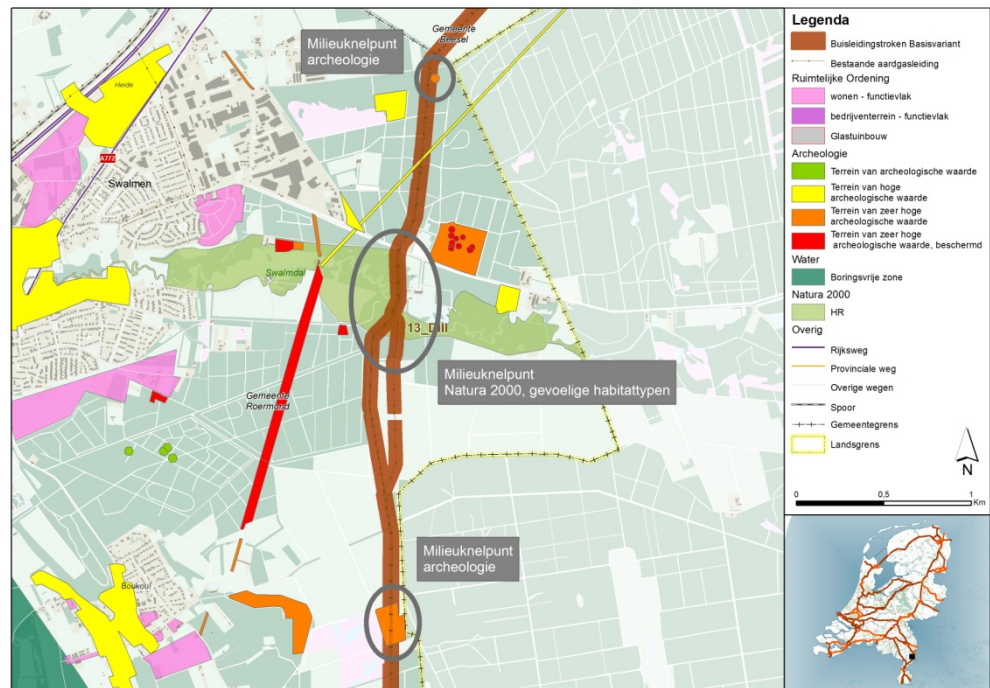 Gemeente
Beesel
Milieuknelpunt
archeologie
Heide
A772
Swalmen
Swalmdal
13_DIII
Milieuknelpunt
Natura 2000, gevoelige habitattypen
Gemeente
Roermond
Milieuknelpunt
archeologie
Boukoul
Legenda
Buisleidingstroken Basisvariant
Bestaande aardgasleiding
Ruimtelijke Ordening
wonen - functievlak
bedrijventerrein - functievlak
Glastuinbouw
Archeologie
Terrein van archeologische waarde
Terrein van hoge
archeologische waarde
Terrein van zeer hoge
archeologische waarde
Terrein van zeer hoge
archeologische waarde, beschermd
Water
Boringsvrije zone
Natura 2000
HR
Overig
Rijksweg
Provinciale weg
Overige wegen
Spoor
Gemeentegrens
Landsgrens
N
0 0,5 1
Km